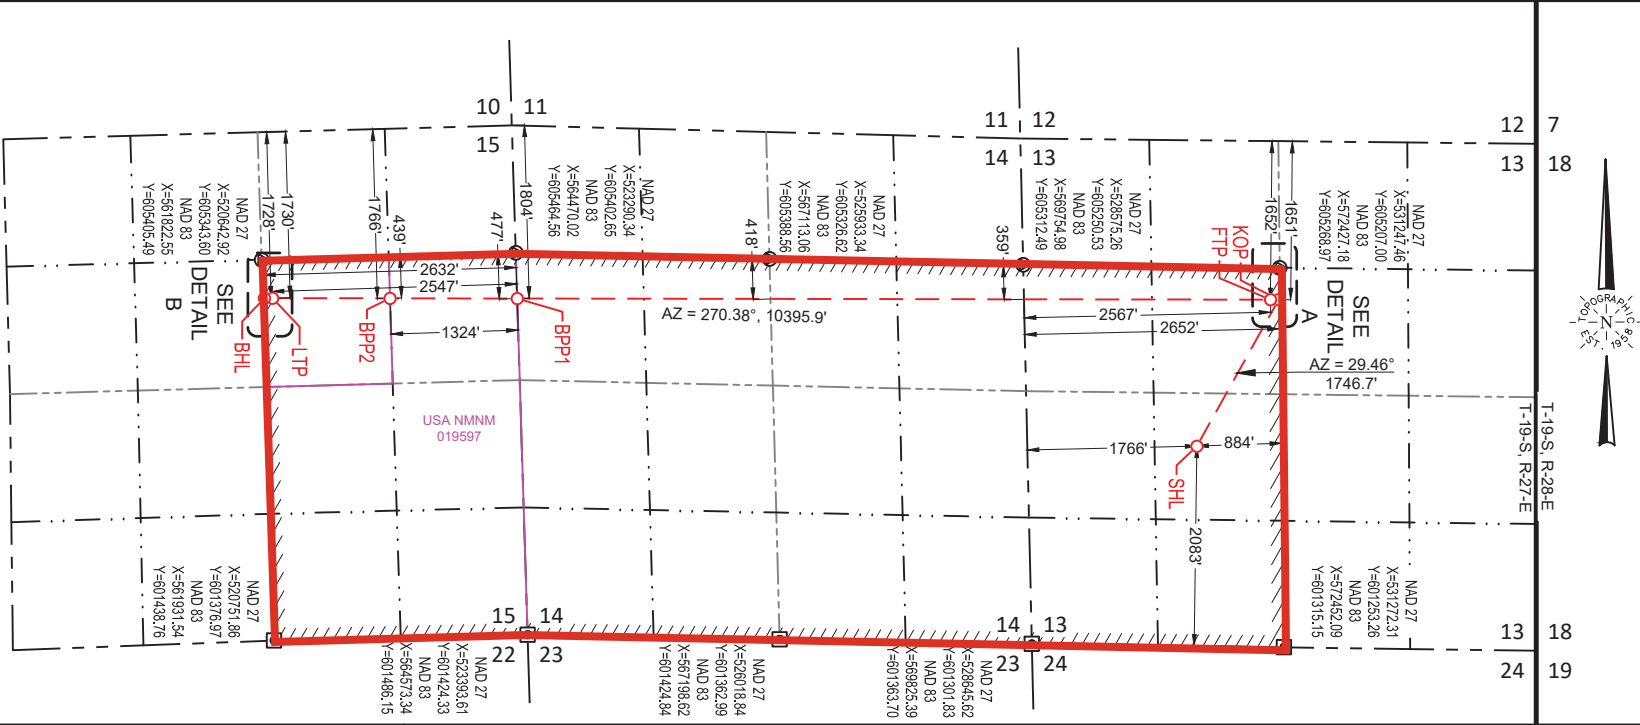 10 11
15
11 12
14 13
12 7
13 18
1728'
1730'
1766'
439'
477'
1804'
418'
359'
1652'
1651'
NAD 27
X=520642.92
Y=605343.60
NAD 83
X=561822.55
Y=605405.49
NAD 27
X=523290.34
Y=605402.65
NAD 83
X=564470.02
Y=605464.56
NAD 27
X=525933.34
Y=605326.62
NAD 83
X=567113.06
Y=605388.56
NAD 27
X=528575.26
Y=605250.53
NAD 83
X=569754.98
Y=605312.49
NAD 27
X=531247.46
Y=605207.00
NAD 83
X=572427.18
Y=605268.97
KOP
FTP
SEE
DETAIL
B
SEE
DETAIL
A
2632'
2547'
1324'
AZ = 270.38°, 10395.9'
2567'
2652'
BHL
LTP
BPP2
BPP1
AZ = 29.46°
1746.7'
USA NMNM
019597
1766'
884'
SHL
2083'
T-19-S, R-27-E
T-19-S, R-28-E
TOPOGRAPHIC
N
EST. 1958
NAD 27
X=520751.86
Y=601376.97
NAD 83
X=561931.54
Y=601438.76
15 14
22 23
NAD 27
X=523393.61
Y=601424.33
NAD 83
X=564573.34
Y=601486.15
NAD 27
X=526018.84
Y=601362.99
NAD 83
X=567198.62
Y=601424.84
14 13
23 24
NAD 27
X=528645.62
Y=601301.83
NAD 83
X=569825.39
Y=601363.70
NAD 27
X=531272.31
Y=601253.26
NAD 83
X=572452.09
Y=601315.15
13 18
24 19